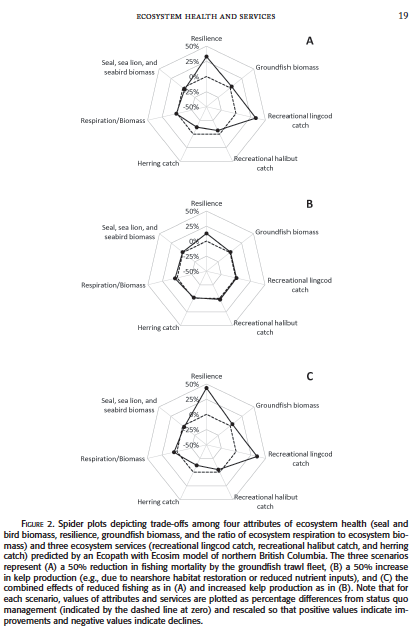 ECOSYSTEM HEALTH AND SERVICES 19
A
Resilience
50%
25%
0%
-25%
-50%
Groundfish biomass
Recreational lingcod
catch
Recreational halibut
catch
Herring catch
Respiration/Biomass
Seal, sea lion, and
seabird biomass
B
Resilience
50%
25%
0%
-25%
-50%
Groundfish biomass
Recreational lingcod
catch
Recreational halibut
catch
Herring catch
Respiration/Biomass
Seal, sea lion, and
seabird biomass
C
Resilience
50%
25%
0%
-25%
-50%
Groundfish biomass
Recreational lingcod
catch
Recreational halibut
catch
Herring catch
Respiration/Biomass
Seal, sea lion, and
seabird biomass
FIGURE 2. Spider plots depicting trade-offs among four attributes of ecosystem health (seal and
bird biomass, resilience, groundfish biomass, and the ratio of ecosystem respiration to ecosystem bio-
mass) and three ecosystem services (recreational lingcod catch, recreational halibut catch, and herring
catch) predicted by an Ecopath with Ecosim model of northern British Columbia. The three scenarios
represent (A) a 50% reduction in fishing mortality by the groundfish trawl fleet, (B) a 50% increase
in kelp production (e.g., due to nearshore habitat restoration or reduced nutrient inputs), and (C) the
combined effects of reduced fishing as in (A) and increased kelp production as in (B). Note that for
each scenario, values of attributes and services are plotted as percentage differences from status quo
management (indicated by the dashed line at zero) and rescaled so that positive values indicate im-
provements and negative values indicate declines.